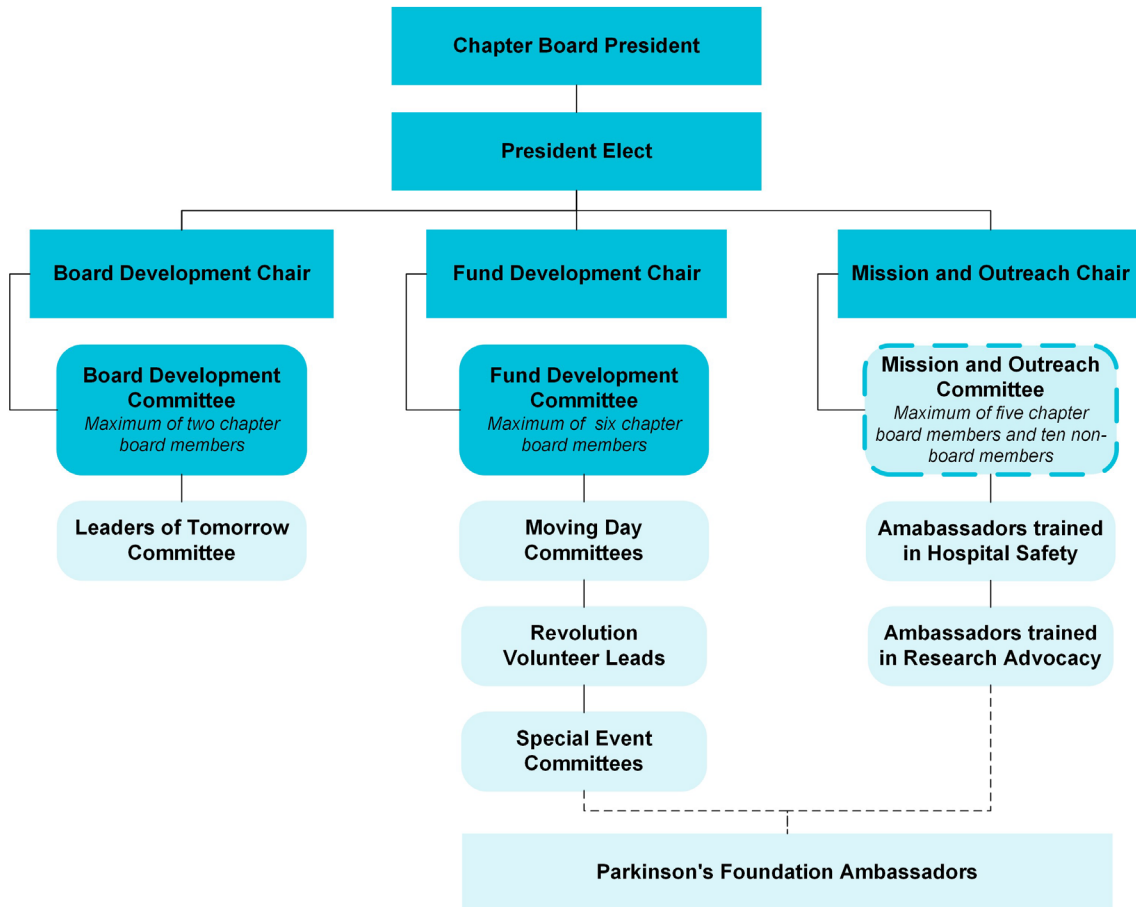 Chapter Board President
President Elect
Board Development Chair
Fund Development Chair
Mission and Outreach Chair
Board Development
Committee
Maximum of two chapter
board members
Fund Development
Committee
Maximum of  six chapter
board members
Mission and Outreach
Committee
Maximum of five chapter
board members and ten non-
board members
Leaders of Tomorrow
Committee
Moving Day
Committees
Amabassadors trained
in Hospital Safety
Revolution
Volunteer Leads
Ambassadors trained
in Research Advocacy
Special Event
Committees
Parkinson's Foundation Ambassadors